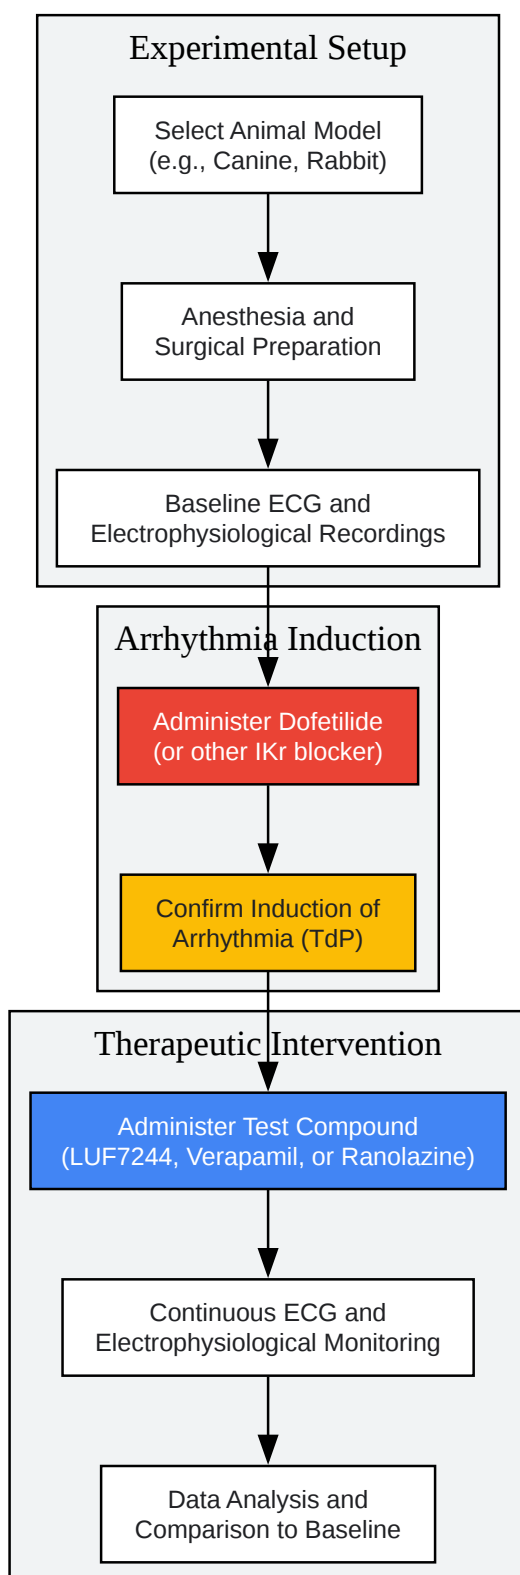 Experimental Setup
Select Animal Model
(e.g., Canine, Rabbit)
Anesthesia and
Surgical Preparation
Baseline ECG and
Electrophysiological Recordings
Arrhythmia Induction
Administer Dofetilide
(or other IKr blocker)
Confirm Induction of
Arrhythmia (TdP)
Therapeutic Intervention
Administer Test Compound
(LUF7244, Verapamil, or Ranolazine)
Continuous ECG and
Electrophysiological Monitoring
Data Analysis and
Comparison to Baseline